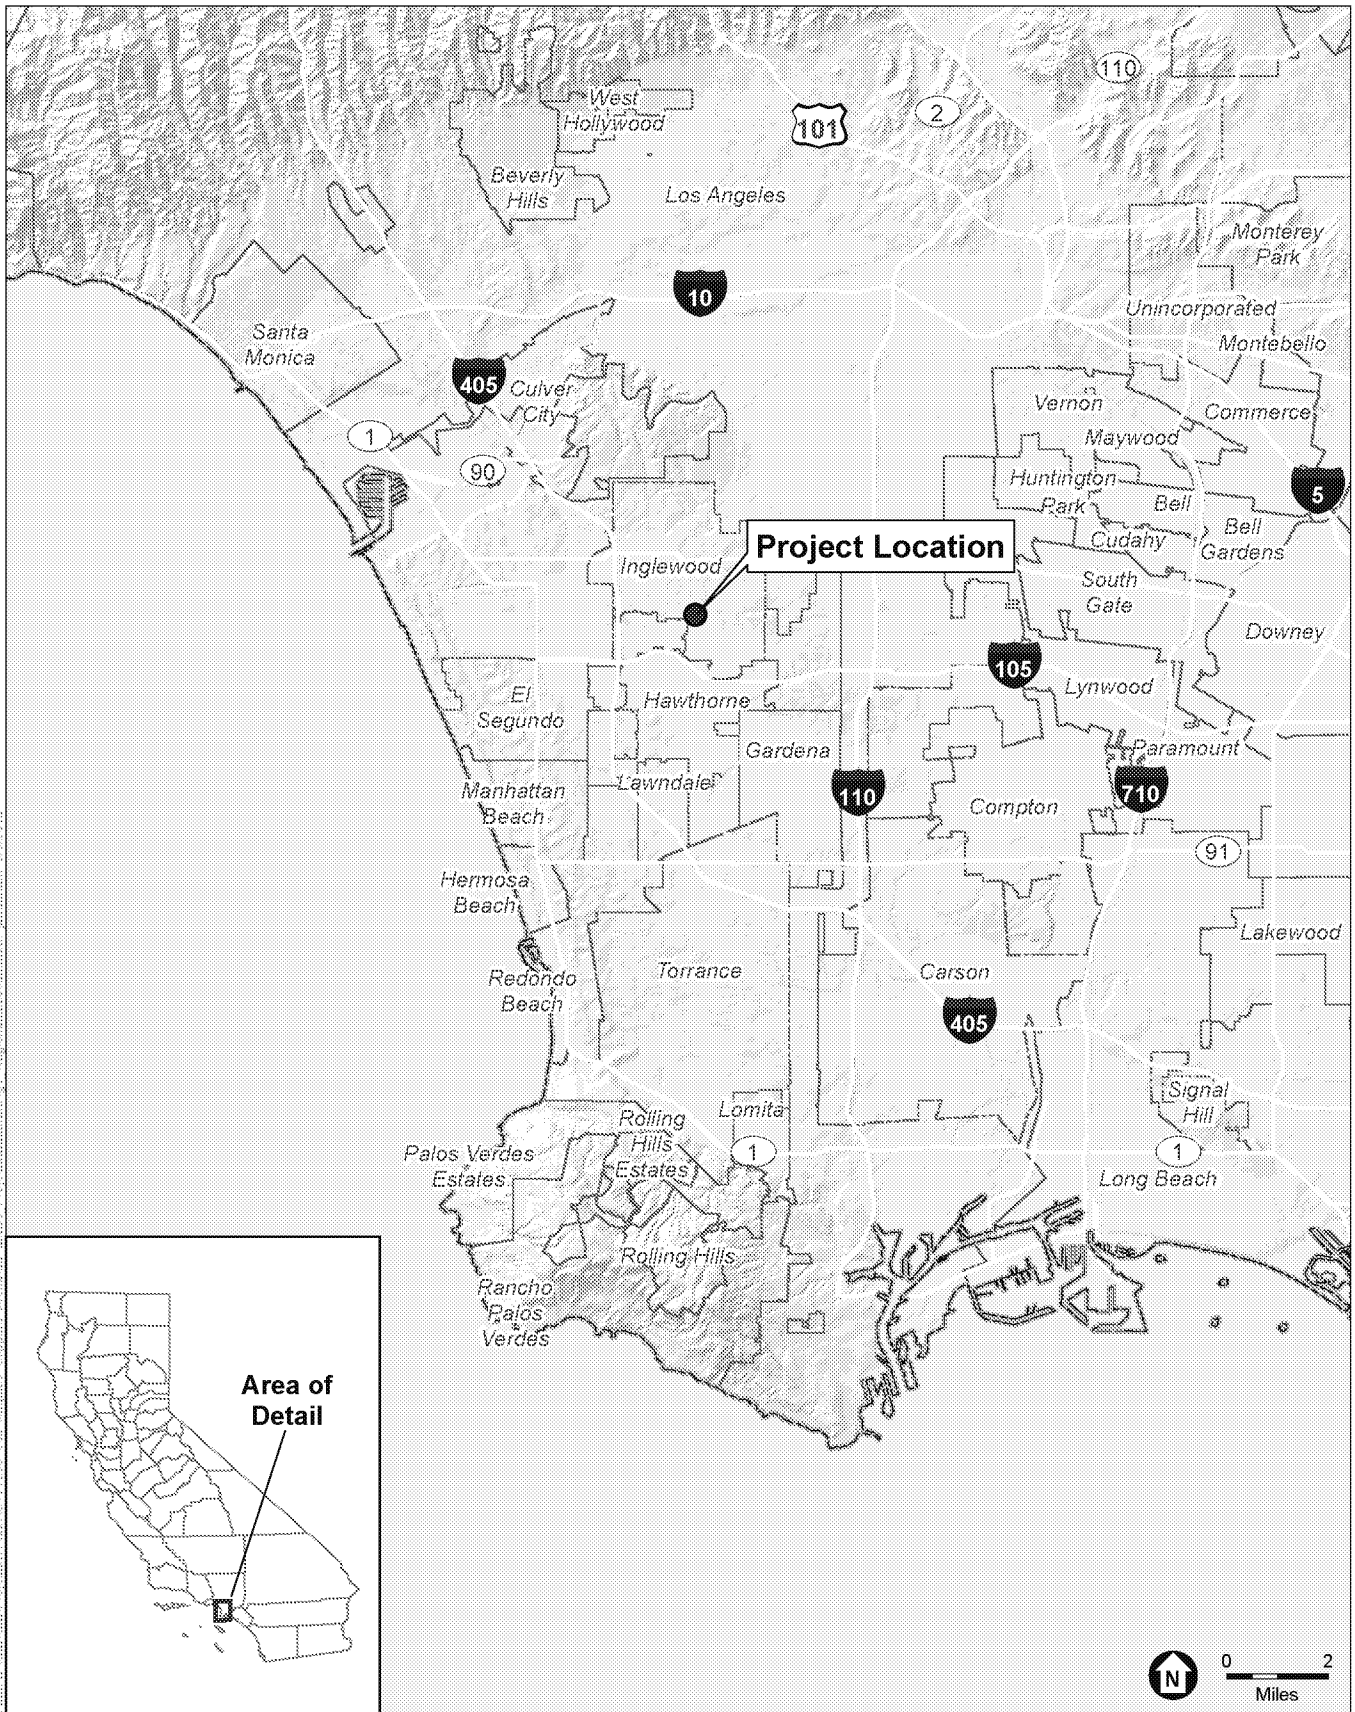 110
West
Hollywood
2
101
Beverly
Hills
Los Angeles
Monterey
Park
10
Unincorporated
Santa
Monica
Montebello
405
Culver
City
Vernon
Commerce
1
Maywood
90
Huntington
Park
5
Bell
Bell
Gardens
Project Location
Cudahy
Inglewood
South
Gate
Downey
105
Lynwood
El
Segundo
Hawthorne
Gardena
Paramount
Manhattan
Beach
Lawndale
110
Compton
710
91
Hermosa
Beach
Lakewood
Redondo
Beach
Torrance
Carson
405
Signal
Hill
Lomita
Rolling
Hills
Estates
1
1
Palos Verdes
Estates
Long Beach
Rolling Hills
Rancho
Palos
Verdes
Area of
Detail
N
0 2
Miles